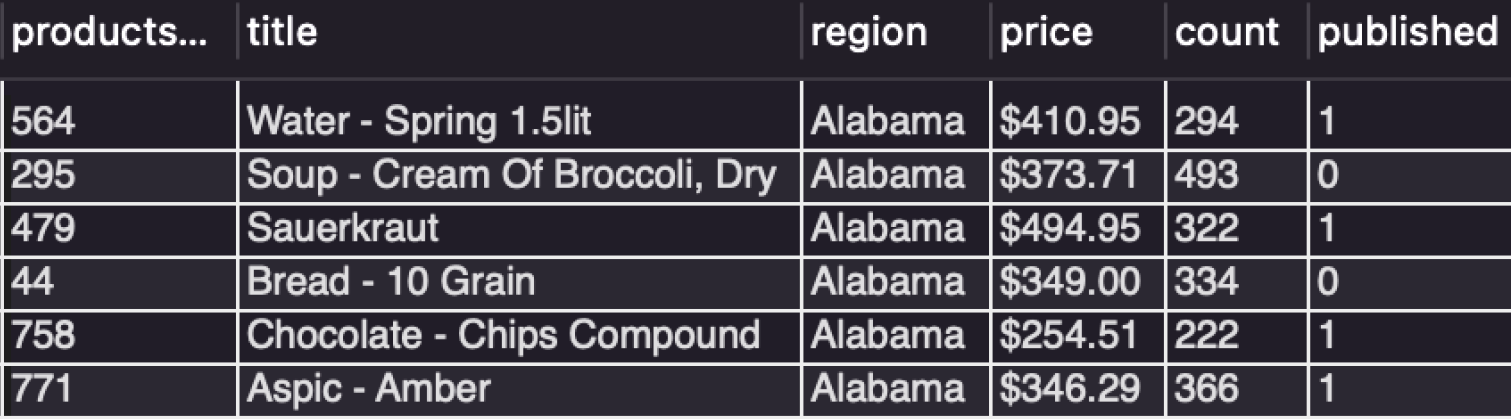 products... title region price count published
564 Water - Spring 1.5lit Alabama $410.95 294 1
295 Soup - Cream Of Broccoli, Dry Alabama $373.71 493 0
479 Sauerkraut Alabama $494.95 322 1
44 Bread - 10 Grain Alabama $349.00 334 0
758 Chocolate - Chips Compound Alabama $254.51 222 1
771 Aspic - Amber Alabama $346.29 366 1